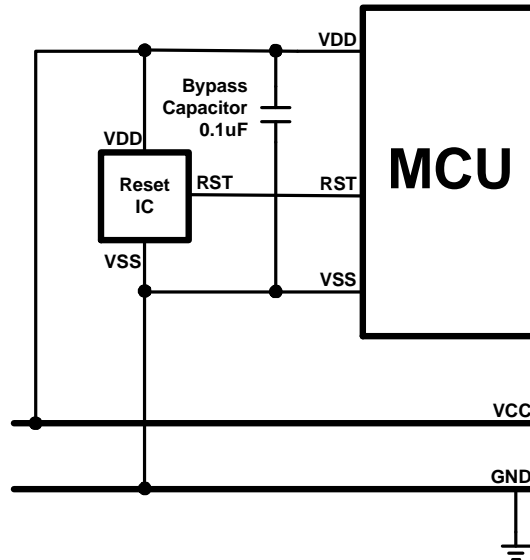 VDD
Bypass
Capacitor
0.1uF
VDD
Reset
IC
RST
RST
MCU
VSS
VSS
VCC
GND